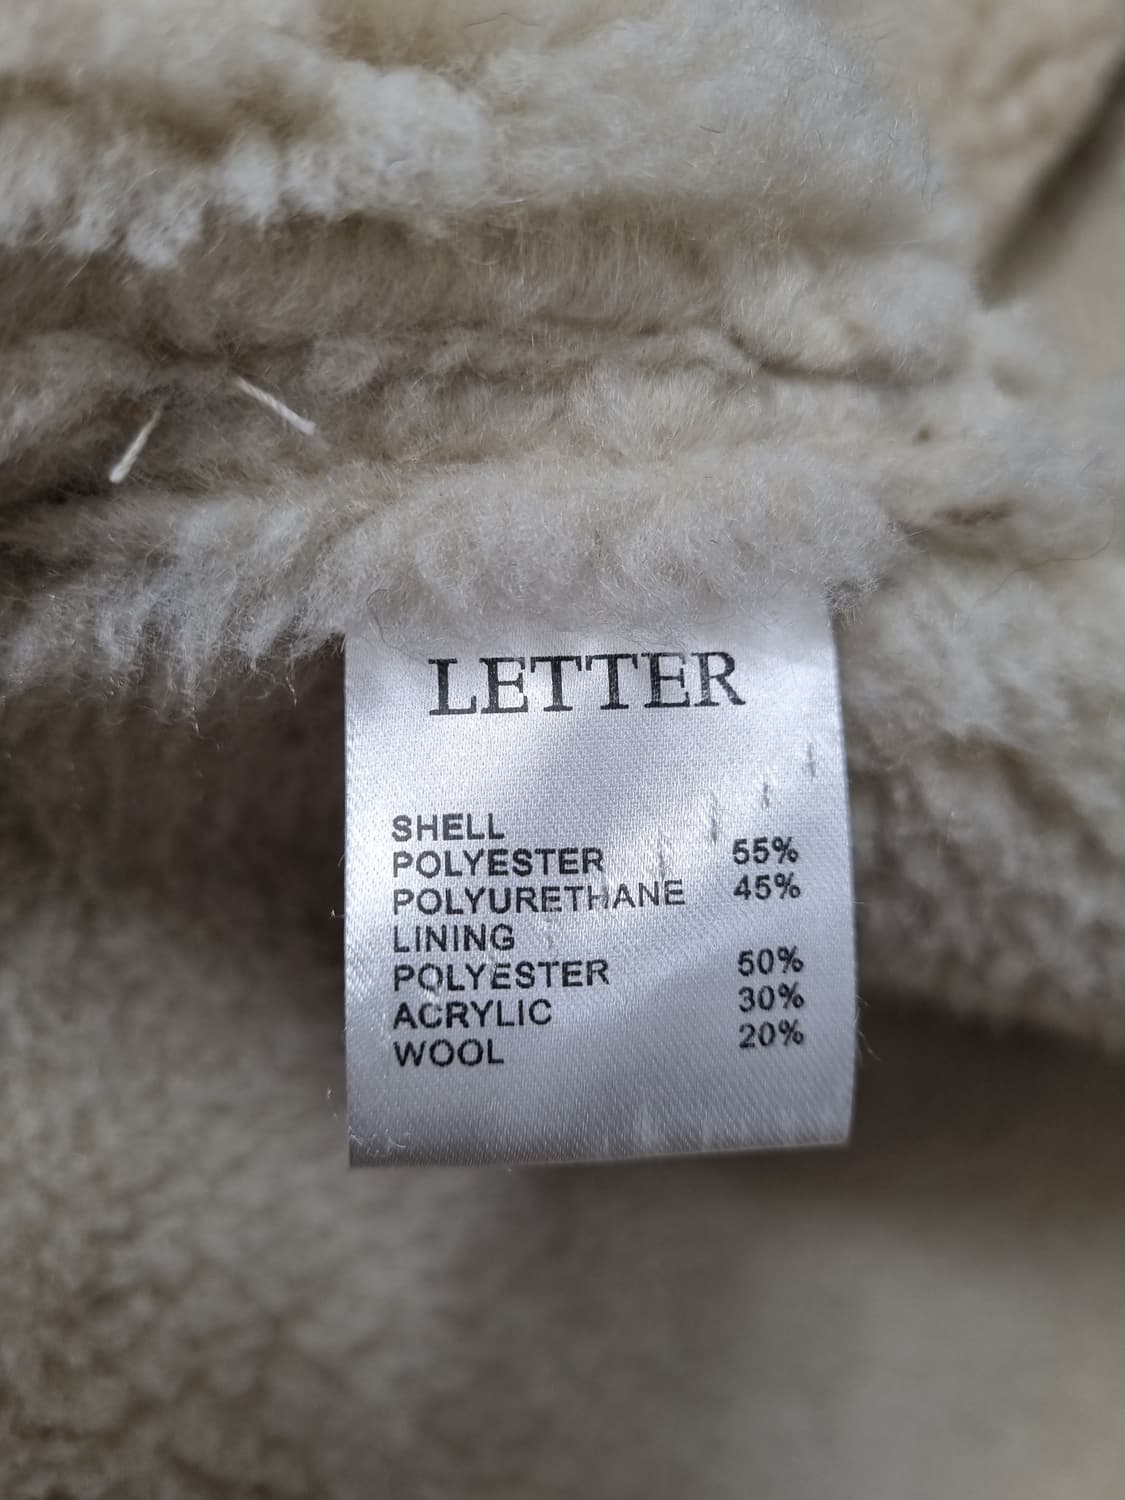 LETTER
SHELL
POLYESTER 55%
POLYURETHANE 45%
LINING
POLYESTER 50%
ACRYLIC 30%
WOOL 20%